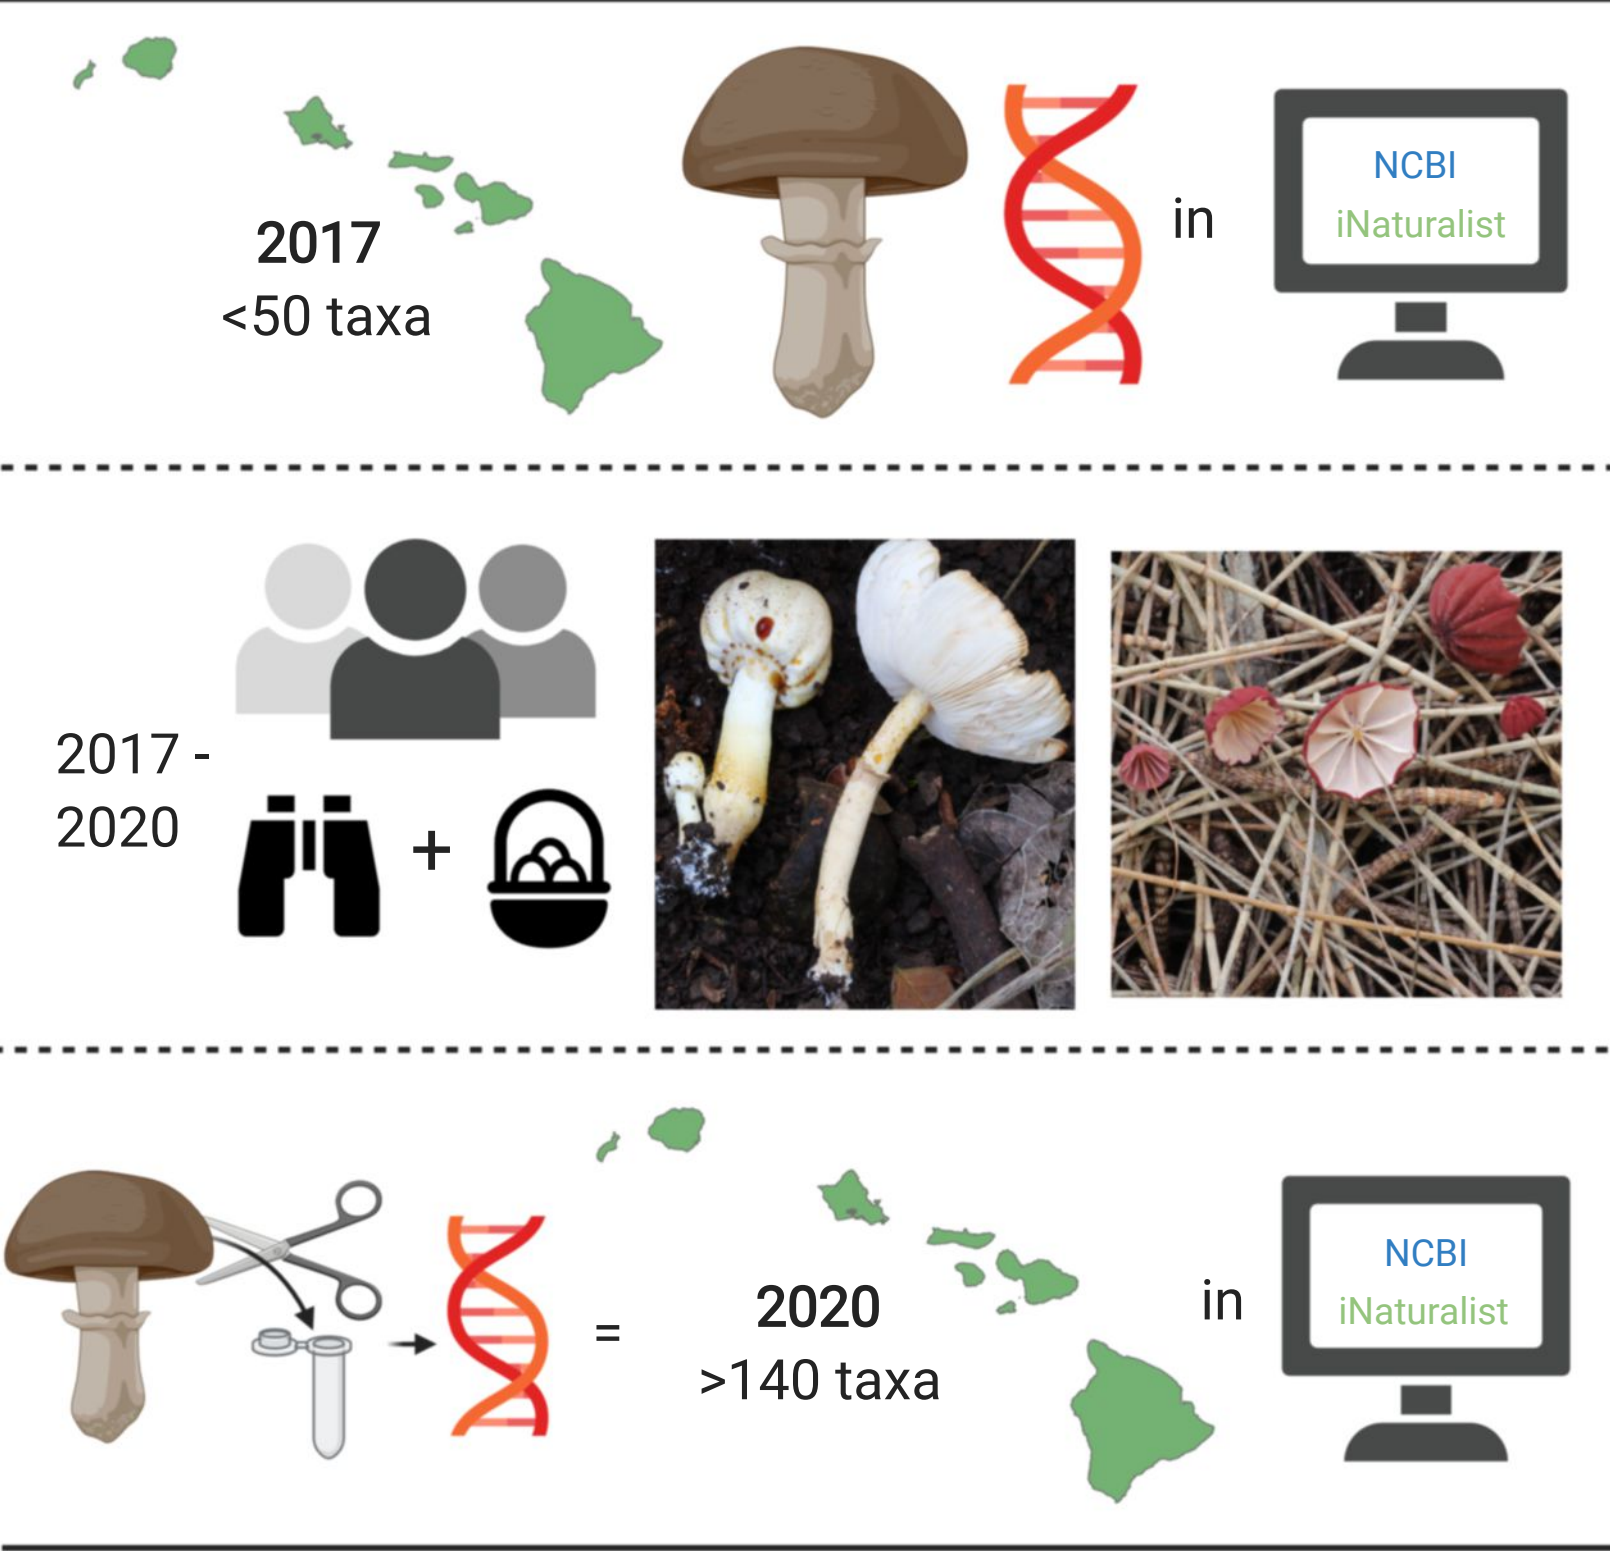 2017
<50 taxa
in
NCBI
iNaturalist
2017 -
2020
+
=
2020
>140 taxa
in
NCBI
iNaturalist